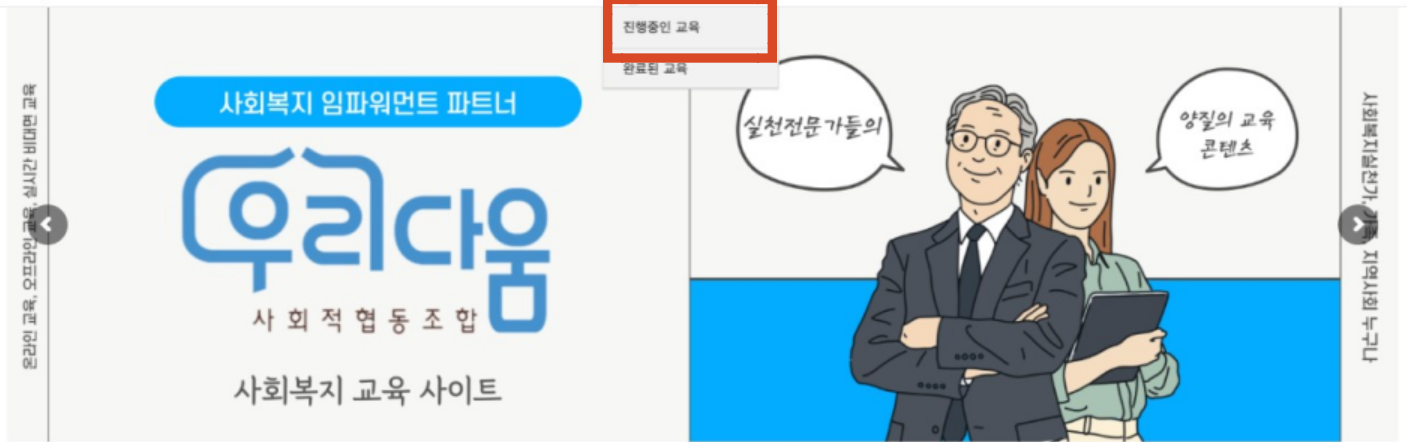 진행중인 교육
완료된 교육
온라인 교육, 오프라인 교육, 실시간 비대면 교육
사회복지 임파워먼트 파트너
우리다움
사회적협동조합
사회복지 교육 사이트
실천전문가들의
양질의 교육
콘텐츠
사회복지실천가, 가족, 지역사회 누구나